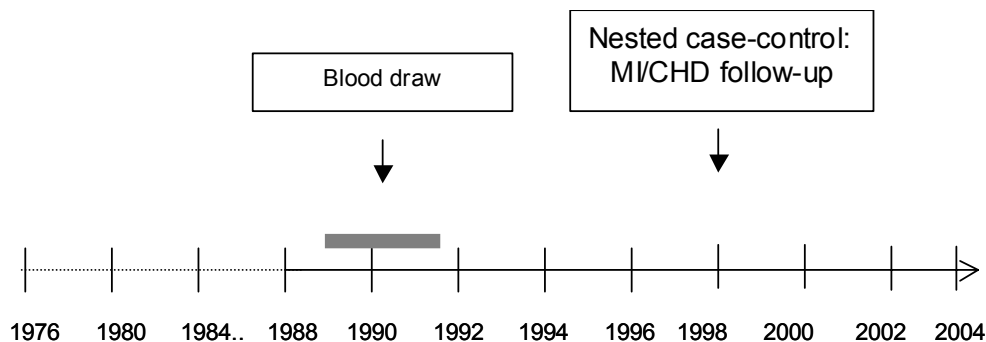 Nested case-control:
MI/CHD follow-up
Blood draw
1976 1980 1984.. 1988 1990 1992 1994 1996 1998 2000 2002 2004